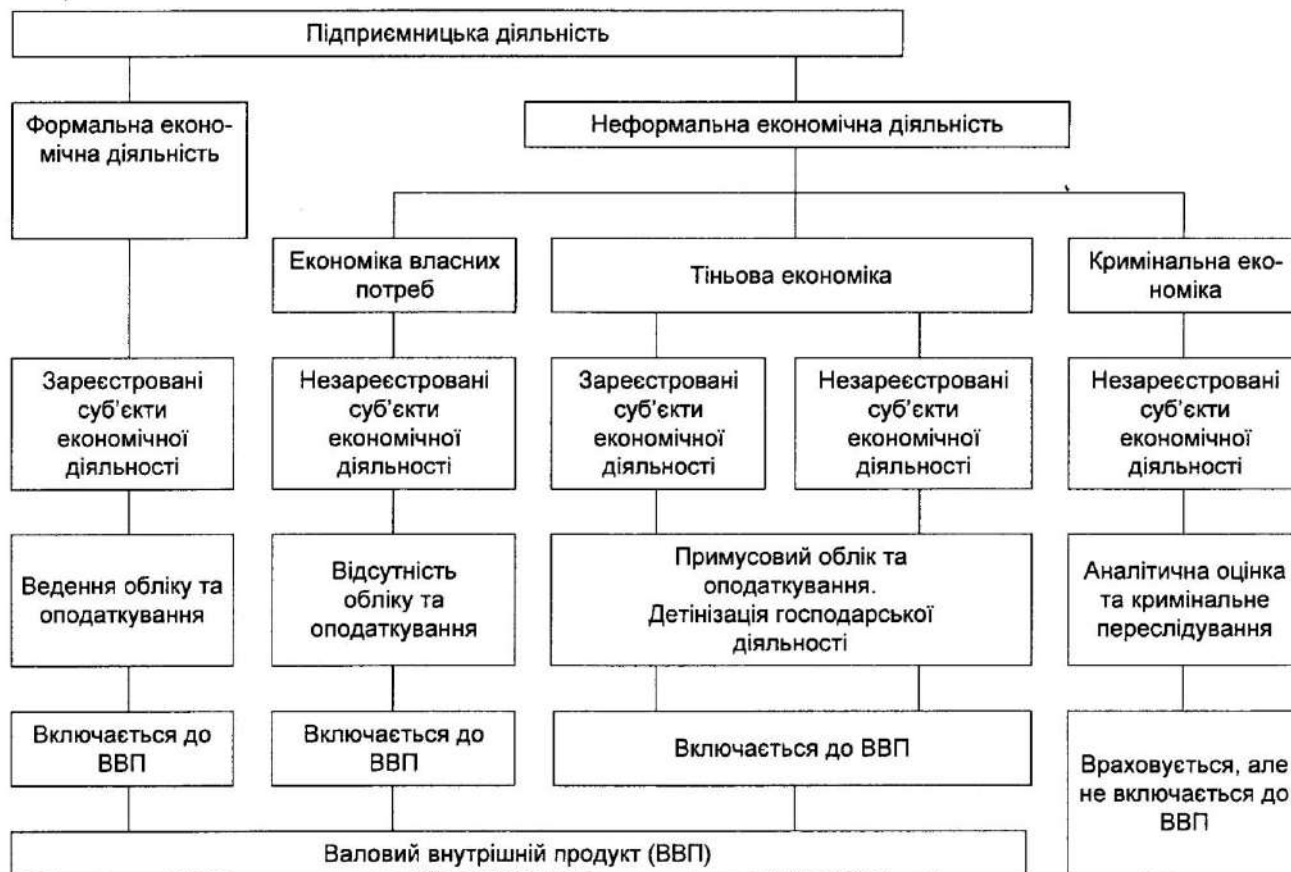 Підприємницька діяльність
Формальна еконо-
мічна діяльність
Неформальна економічна діяльність
Економіка власних
потреб
Тіньова економіка
Кримінальна еко-
номіка
Зареєстровані
суб'єкти
економічної
діяльності
Незареєстровані
суб'єкти
економічної
діяльності
Зареєстровані
суб'єкти
економічної
діяльності
Незареєстровані
суб'єкти
економічної
діяльності
Незареєстровані
суб'єкти
економічної
діяльності
Ведення обліку та
оподаткування
Відсутність
обліку та
оподаткування
Примусовий облік та
оподаткування.
Детінізація господарської
діяльності
Аналітична оцінка
та кримінальне
переслідування
Включається до
ВВП
Включається до
ВВП
Включається до ВВП
Враховується, але
не включається до
ВВП
Валовий внутрішній продукт (ВВП)